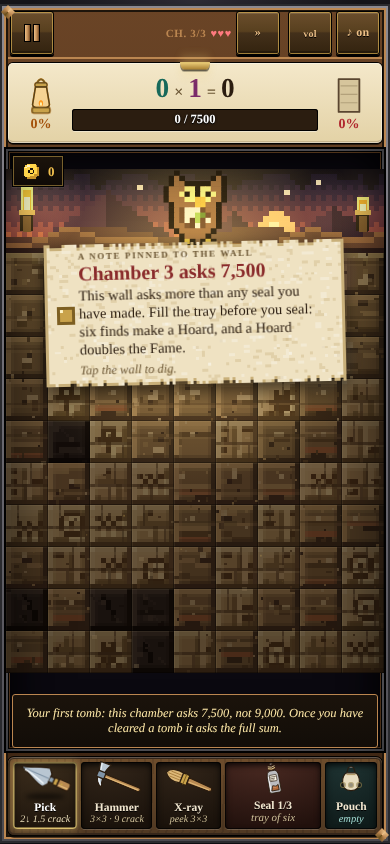 CH. 3/3 ♥♥♥
»
vol
♪ on
0 × 1 = 0
0%
0 / 7500
0%
0
A NOTE PINNED TO THE WALL
Chamber 3 asks 7,500
This wall asks more than any seal you
have made. Fill the tray before you seal:
six finds make a Hoard, and a Hoard
doubles the Fame.
Tap the wall to dig.
Your first tomb: this chamber asks 7,500, not 9,000. Once you have
cleared a tomb it asks the full sum.
Pick
2↓ 1.5 crack
Hammer
3×3 · 9 crack
X-ray
peek 3×3
Seal 1/3
tray of six
Pouch
empty